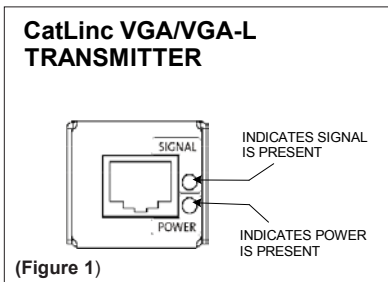 CatLinc VGA/VGA-L
TRANSMITTER
SIGNAL
INDICATES SIGNAL
IS PRESENT
POWER
INDICATES POWER
IS PRESENT
(Figure 1)